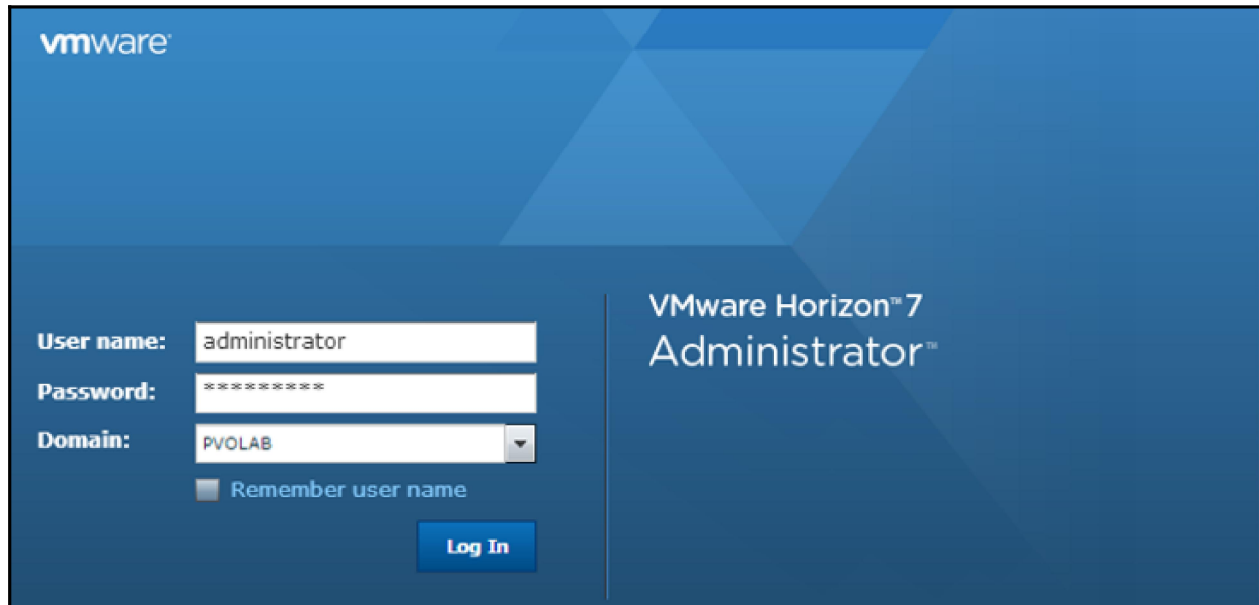 vmware
User name: administrator
Password: *********
Domain: PVOLAB
Remember user name
Log In
VMware Horizon™ 7
Administrator™